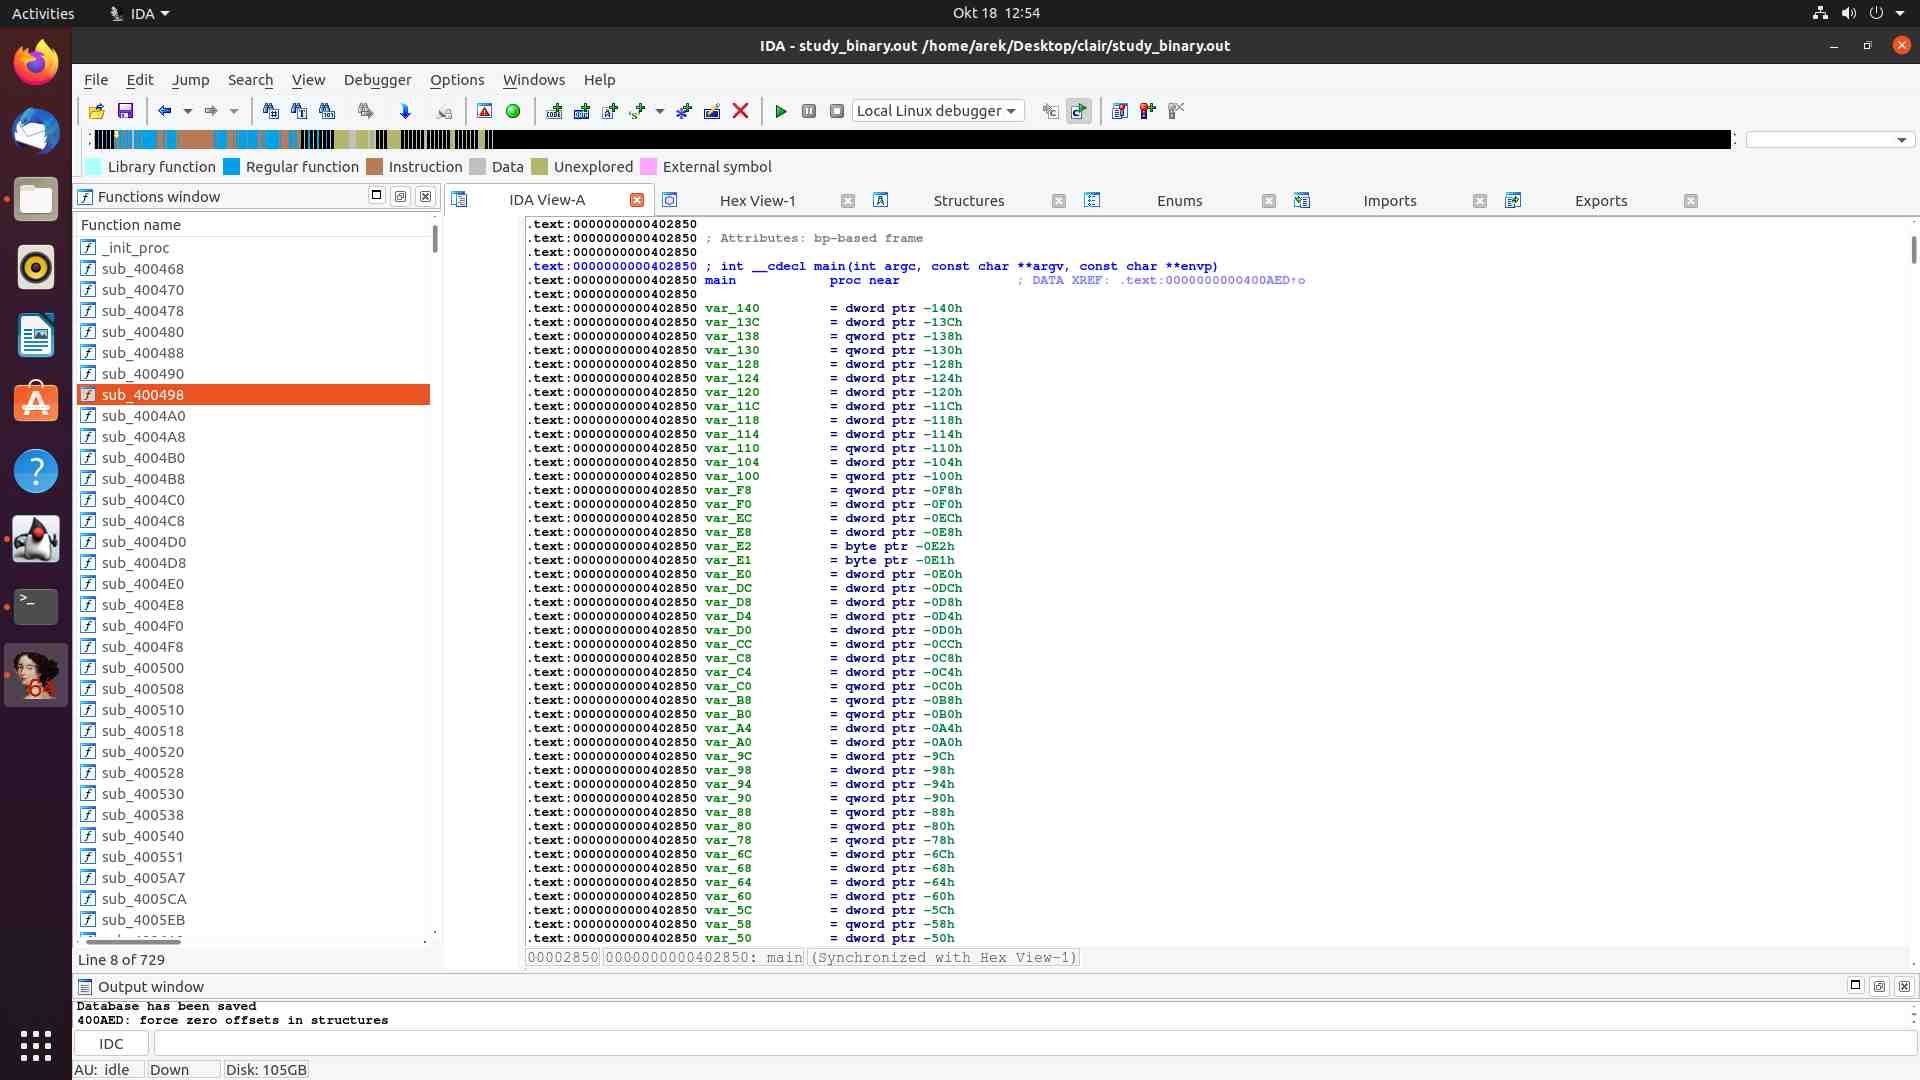 Activities
IDA
Okt 18 12:54
IDA - study_binary.out /home/arek/Desktop/clair/study_binary.out
File Edit Jump Search View Debugger Options Windows Help
Local Linux debugger
Library function Regular function Instruction Data Unexplored External symbol
Functions window
Function name
_init_proc
sub_400468
sub_400470
sub_400478
sub_400480
sub_400488
sub_400490
sub_400498
sub_4004A0
sub_4004A8
sub_4004B0
sub_4004B8
sub_4004C0
sub_4004C8
sub_4004D0
sub_4004D8
sub_4004E0
sub_4004E8
sub_4004F0
sub_4004F8
sub_400500
sub_400508
sub_400510
sub_400518
sub_400520
sub_400528
sub_400530
sub_400538
sub_400540
sub_400551
sub_4005A7
sub_4005CA
sub_4005EB
Line 8 of 729
IDA View-A Hex View-1 Structures Enums Imports Exports
.text:0000000000402850
.text:0000000000402850 ; Attributes: bp-based frame
.text:0000000000402850
.text:0000000000402850 ; int __cdecl main(int argc, const char **argv, const char **envp)
.text:0000000000402850 main proc near ; DATA XREF: .text:0000000000400AED↑o
.text:0000000000402850
.text:0000000000402850 var_140 = dword ptr -140h
.text:0000000000402850 var_13C = dword ptr -13Ch
.text:0000000000402850 var_138 = qword ptr -138h
.text:0000000000402850 var_130 = qword ptr -130h
.text:0000000000402850 var_128 = dword ptr -128h
.text:0000000000402850 var_124 = dword ptr -124h
.text:0000000000402850 var_120 = dword ptr -120h
.text:0000000000402850 var_11C = dword ptr -11Ch
.text:0000000000402850 var_118 = dword ptr -118h
.text:0000000000402850 var_114 = dword ptr -114h
.text:0000000000402850 var_110 = qword ptr -110h
.text:0000000000402850 var_104 = dword ptr -104h
.text:0000000000402850 var_100 = qword ptr -100h
.text:0000000000402850 var_F8 = qword ptr -0F8h
.text:0000000000402850 var_F0 = dword ptr -0F0h
.text:0000000000402850 var_EC = dword ptr -0ECh
.text:0000000000402850 var_E8 = dword ptr -0E8h
.text:0000000000402850 var_E2 = byte ptr -0E2h
.text:0000000000402850 var_E1 = byte ptr -0E1h
.text:0000000000402850 var_E0 = dword ptr -0E0h
.text:0000000000402850 var_DC = dword ptr -0DCh
.text:0000000000402850 var_D8 = dword ptr -0D8h
.text:0000000000402850 var_D4 = dword ptr -0D4h
.text:0000000000402850 var_D0 = dword ptr -0D0h
.text:0000000000402850 var_CC = dword ptr -0CCh
.text:0000000000402850 var_C8 = dword ptr -0C8h
.text:0000000000402850 var_C4 = dword ptr -0C4h
.text:0000000000402850 var_C0 = qword ptr -0C0h
.text:0000000000402850 var_B8 = qword ptr -0B8h
.text:0000000000402850 var_B0 = qword ptr -0B0h
.text:0000000000402850 var_A4 = dword ptr -0A4h
.text:0000000000402850 var_A0 = dword ptr -0A0h
.text:0000000000402850 var_9C = dword ptr -9Ch
.text:0000000000402850 var_98 = dword ptr -98h
.text:0000000000402850 var_94 = dword ptr -94h
.text:0000000000402850 var_90 = qword ptr -90h
.text:0000000000402850 var_88 = qword ptr -88h
.text:0000000000402850 var_80 = qword ptr -80h
.text:0000000000402850 var_78 = qword ptr -78h
.text:0000000000402850 var_6C = dword ptr -6Ch
.text:0000000000402850 var_68 = dword ptr -68h
.text:0000000000402850 var_64 = dword ptr -64h
.text:0000000000402850 var_60 = dword ptr -60h
.text:0000000000402850 var_5C = dword ptr -5Ch
.text:0000000000402850 var_58 = qword ptr -58h
.text:0000000000402850 var_50 = dword ptr -50h
00002850 0000000000402850: main (Synchronized with Hex View-1)
Output window
Database has been saved
400AED: force zero offsets in structures
IDC
AU: idle Down Disk: 105GB